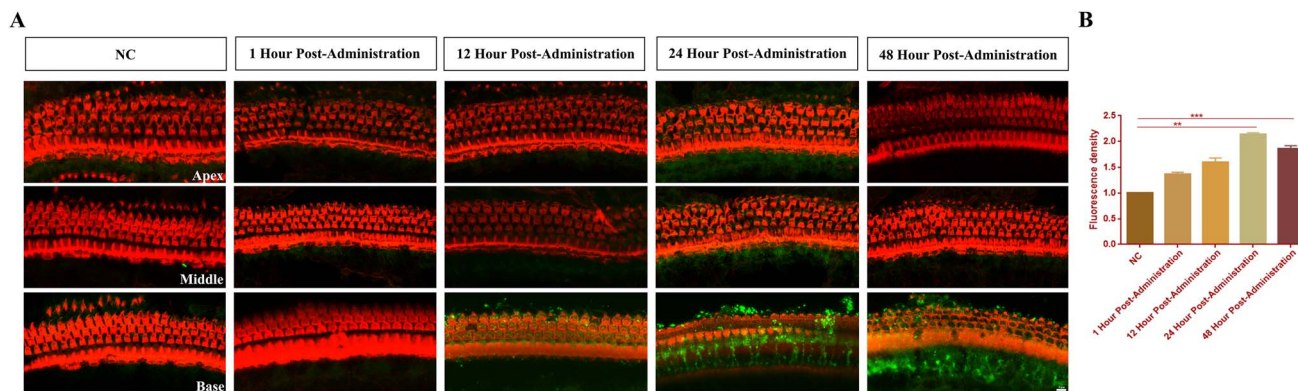 A
NC
1 Hour Post-Administration
12 Hour Post-Administration
24 Hour Post-Administration
48 Hour Post-Administration
Apex
Middle
Base
B
Fluorescence density
2.5
2.0
1.5
1.0
0.5
0.0
***
**
NC
1 Hour Post-Administration
12 Hour Post-Administration
24 Hour Post-Administration
48 Hour Post-Administration